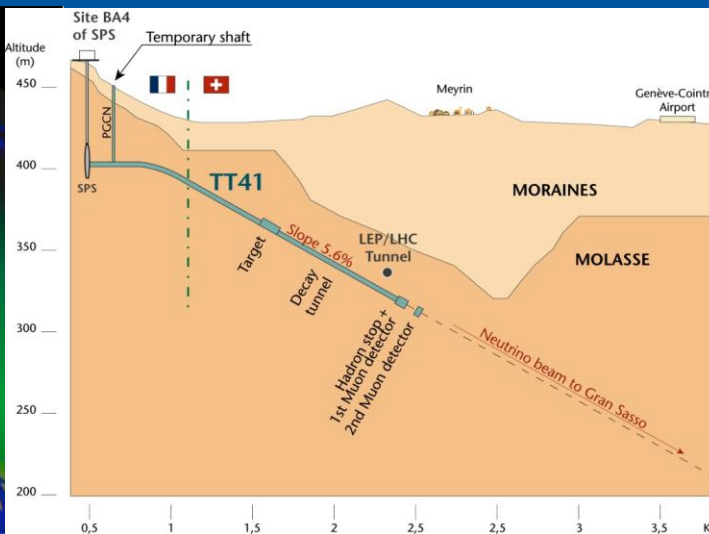 Site BA4
of SPS
Temporary shaft
Altitude
(m)
450
400
350
300
250
200
PGCN
SPS
TT41
Meyrin
Genève-Cointr
Airport
MORAINES
MOLASSE
LEP/LHC
Tunnel
Target
Slope 5.6%
Decay
tunnel
Hadron stop +
1st Muon detector
2nd Muon detector
Neutrino beam to Gran Sasso
0,5
1
1,5
2
2,5
2,5
3
3,5
K